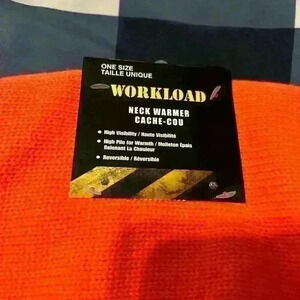 ONE SIZE
TAILLE UNIQUE
WORKLOAD
NECK WARMER
CACHE-COU
• High Visibility / Haute Visibilité
• High Pile for Warmth / Molleton Épais
Retenant La Chaleur
• Reversible / Réversible